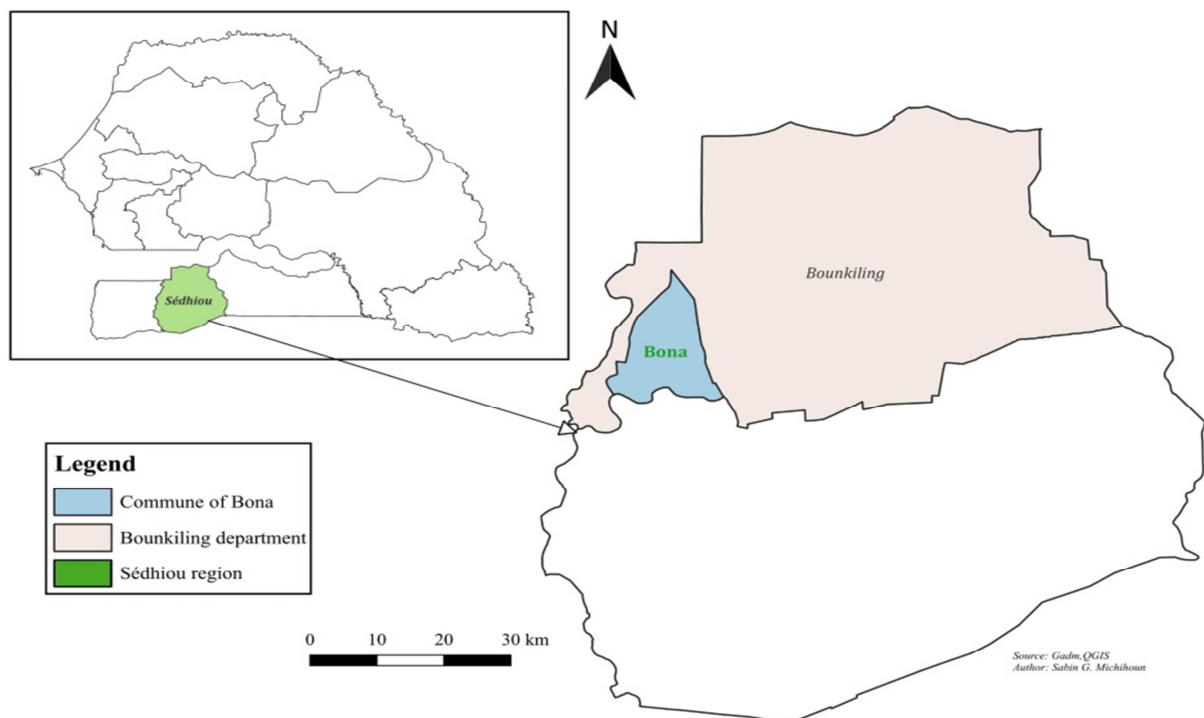 N
Sédhiou
Bounkiling
Bona
Legend
Commune of Bona
Bounkiling department
Sédhiou region
0 10 20 30 km
Source: Gadm,QGIS
Author: Sabin G. Michihoun